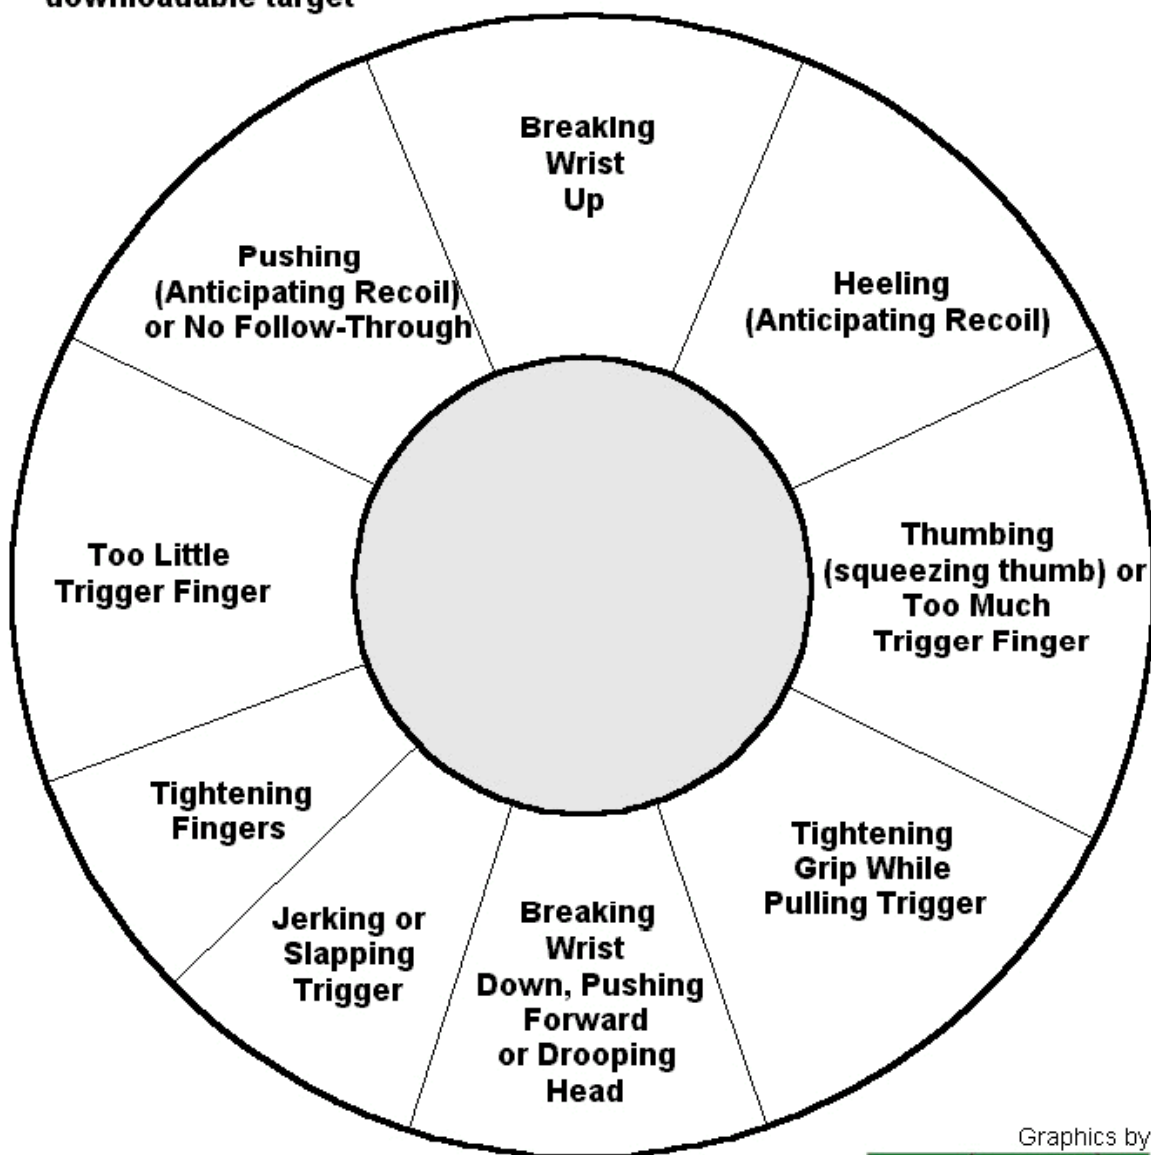 downloadable target
Breaking
Wrist
Up
Pushing
(Anticipating Recoil)
or No Follow-Through
Heeling
(Anticipating Recoil)
Too Little
Trigger Finger
Thumbing
(squeezing thumb) or
Too Much
Trigger Finger
Tightening
Fingers
Tightening
Grip While
Pulling Trigger
Jerking or
Slapping
Trigger
Breaking
Wrist
Down, Pushing
Forward
or Drooping
Head
Graphics by